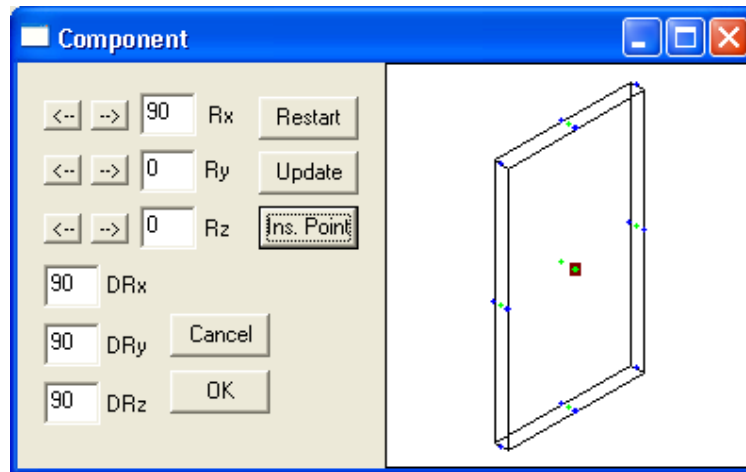 Component
<-- --> 90 Rx Restart
<-- --> 0 Ry Update
<-- --> 0 Rz Ins. Point
90 DRx
90 DRy Cancel
90 DRz OK